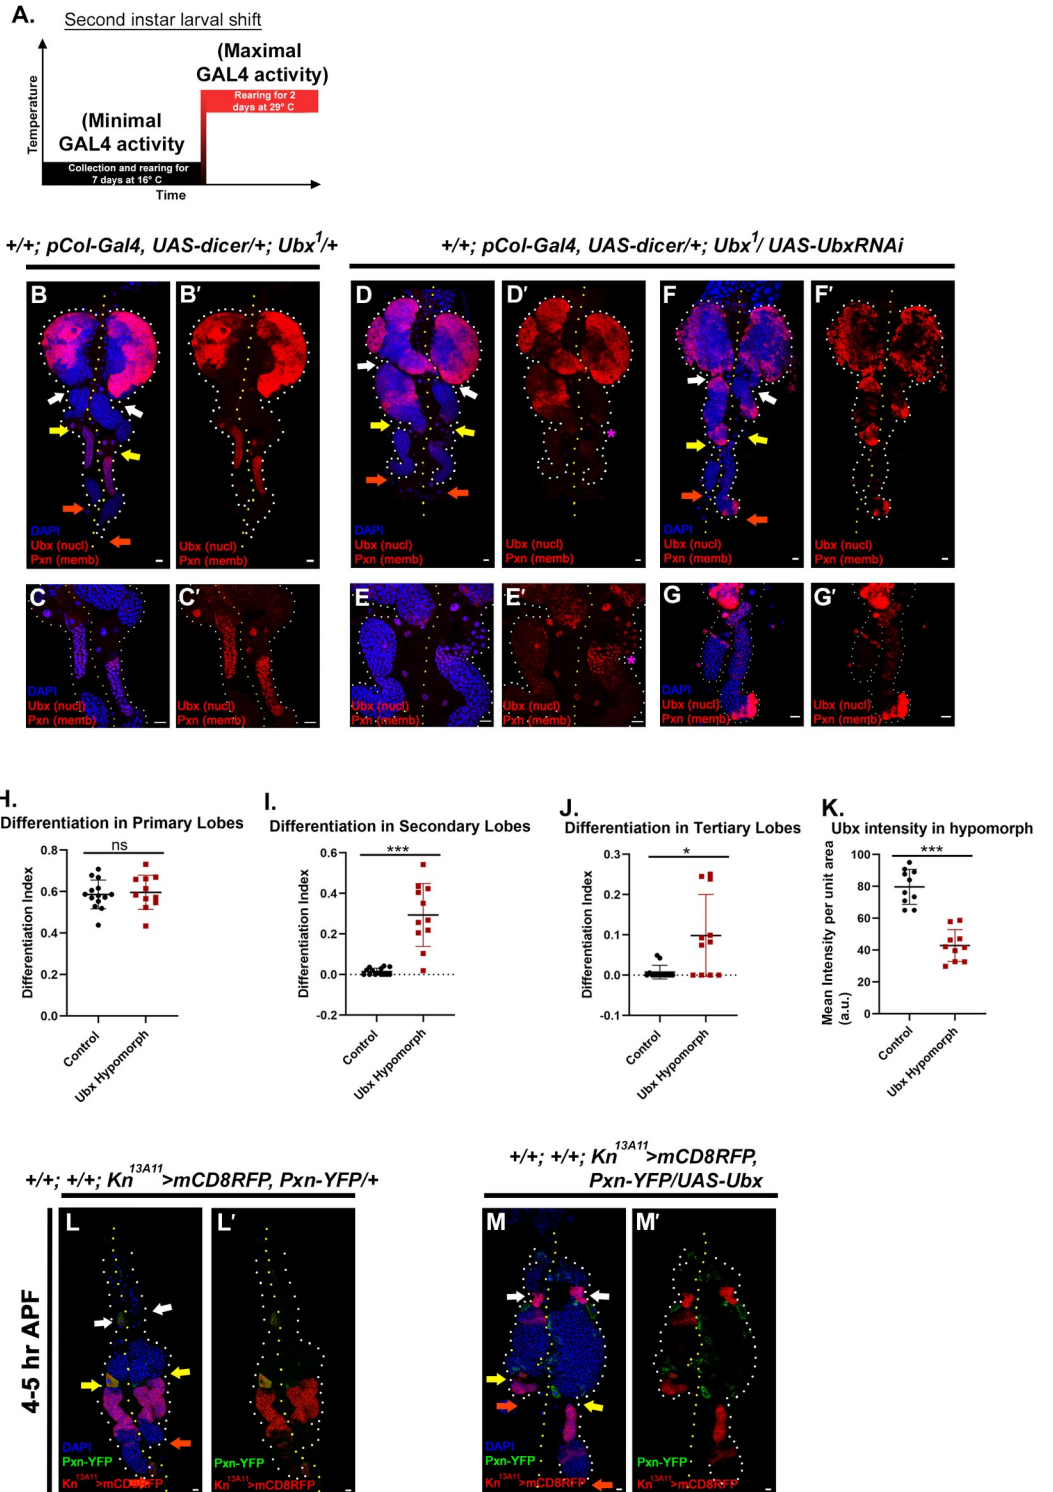 A.
Second instar larval shift
(Maximal
GAL4 activity)
Rearing for 2
days at 29° C
(Minimal
GAL4 activity
Collection and rearing for
7 days at 16° C
Temperature
Time
+/+; pCol-Gal4, UAS-dicer/+; Ubx1/+
+/+; pCol-Gal4, UAS-dicer/+; Ubx1/ UAS-UbxRNAi
B
DAPI
Ubx (nucl)
Pxn (memb)
B′
Ubx (nucl)
Pxn (memb)
D
DAPI
Ubx (nucl)
Pxn (memb)
D′
*
Ubx (nucl)
Pxn (memb)
F
DAPI
Ubx (nucl)
Pxn (memb)
F′
Ubx (nucl)
Pxn (memb)
C
DAPI
Ubx (nucl)
Pxn (memb)
C′
Ubx (nucl)
Pxn (memb)
E
DAPI
Ubx (nucl)
Pxn (memb)
E′
*
Ubx (nucl)
Pxn (memb)
G
DAPI
Ubx (nucl)
Pxn (memb)
G′
Ubx (nucl)
Pxn (memb)
H.
Differentiation in Primary Lobes
ns
0.8
0.6
0.4
0.2
0.0
Differentiation Index
Control
Ubx Hypomorph
I.
Differentiation in Secondary Lobes
***
0.6
0.4
0.2
0.0
-0.2
Differentiation Index
Control
Ubx Hypomorph
J.
Differentiation in Tertiary Lobes
*
0.3
0.2
0.1
0.0
-0.1
Differentiation Index
Control
Ubx Hypomorph
K.
Ubx intensity in hypomorph
***
100
80
60
40
20
0
Mean Intensity per unit area
(a.u.)
Control
Ubx Hypomorph
+/+; +/+; Kn13A11>mCD8RFP, Pxn-YFP/+
+/+; +/+; Kn13A11>mCD8RFP,
Pxn-YFP/UAS-Ubx
4-5 hr APF
L
DAPI
Pxn-YFP
Kn13A11>mCD8RFP
L′
Pxn-YFP
Kn13A11>mCD8RFP
M
DAPI
Pxn-YFP
Kn13A11>mCD8RFP
M′
Pxn-YFP
Kn13A11>mCD8RFP